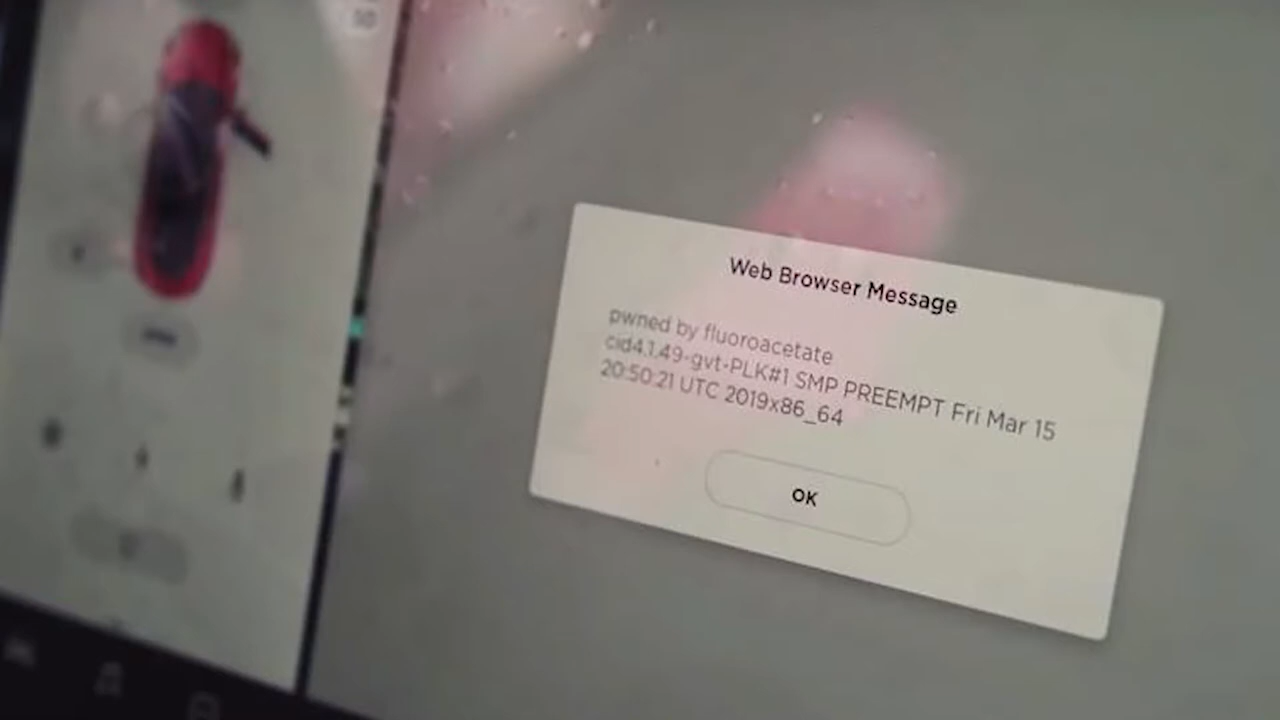 Web Browser Message
pwned by fluoroacetate
cid4.1.49-gvt-PLK#1 SMP PREEMPT Fri Mar 15
20:50:21 UTC 2019x86_64
OK